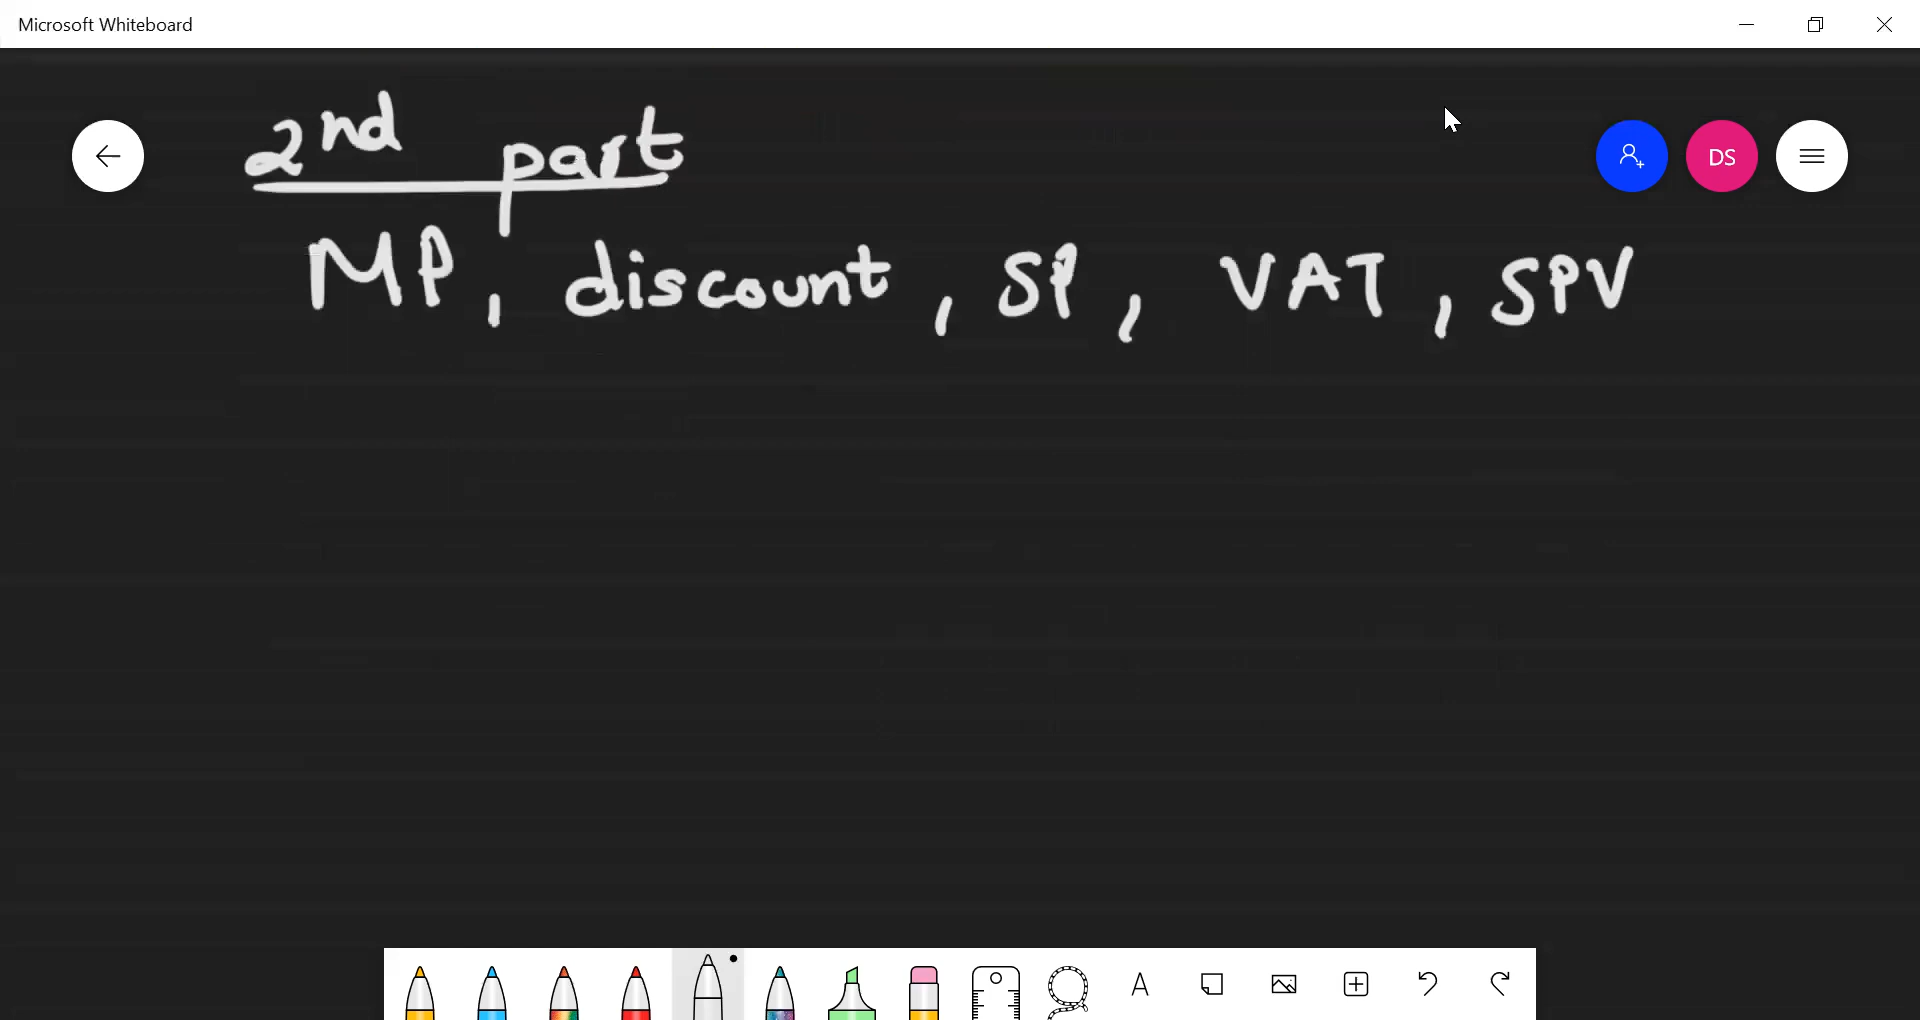 Microsoft Whiteboard
2nd part
DS
MP, discount, SP, VAT, SPV
A